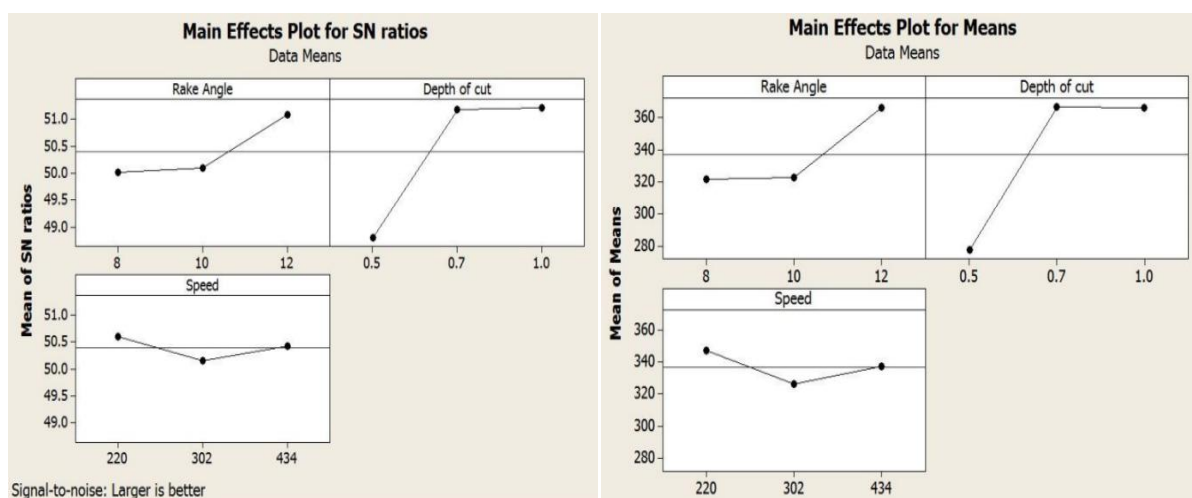 Main Effects Plot for SN ratios
Data Means
Rake Angle Depth of cut
Mean of SN ratios
51.0
50.5
50.0
49.5
49.0
8 10 12 0.5 0.7 1.0
Speed
51.0
50.5
50.0
49.5
49.0
220 302 434
Signal-to-noise: Larger is better
Main Effects Plot for Means
Data Means
Rake Angle Depth of cut
Mean of Means
360
340
320
300
280
8 10 12 0.5 0.7 1.0
Speed
360
340
320
300
280
220 302 434